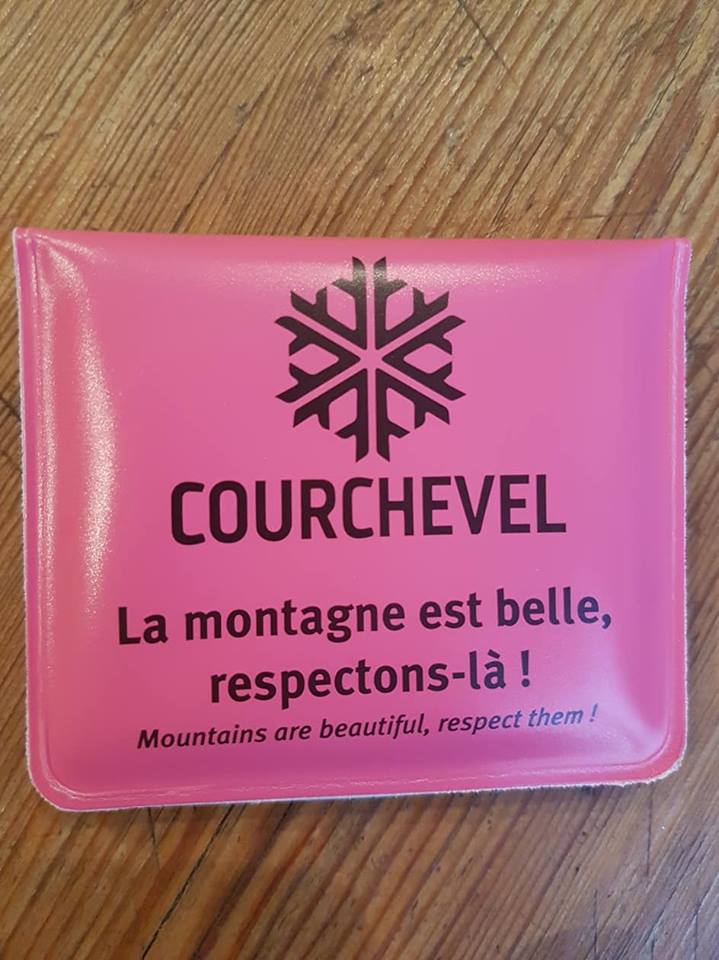 COURCHEVEL
La montagne est belle,
respectons-là !
Mountains are beautiful, respect them !